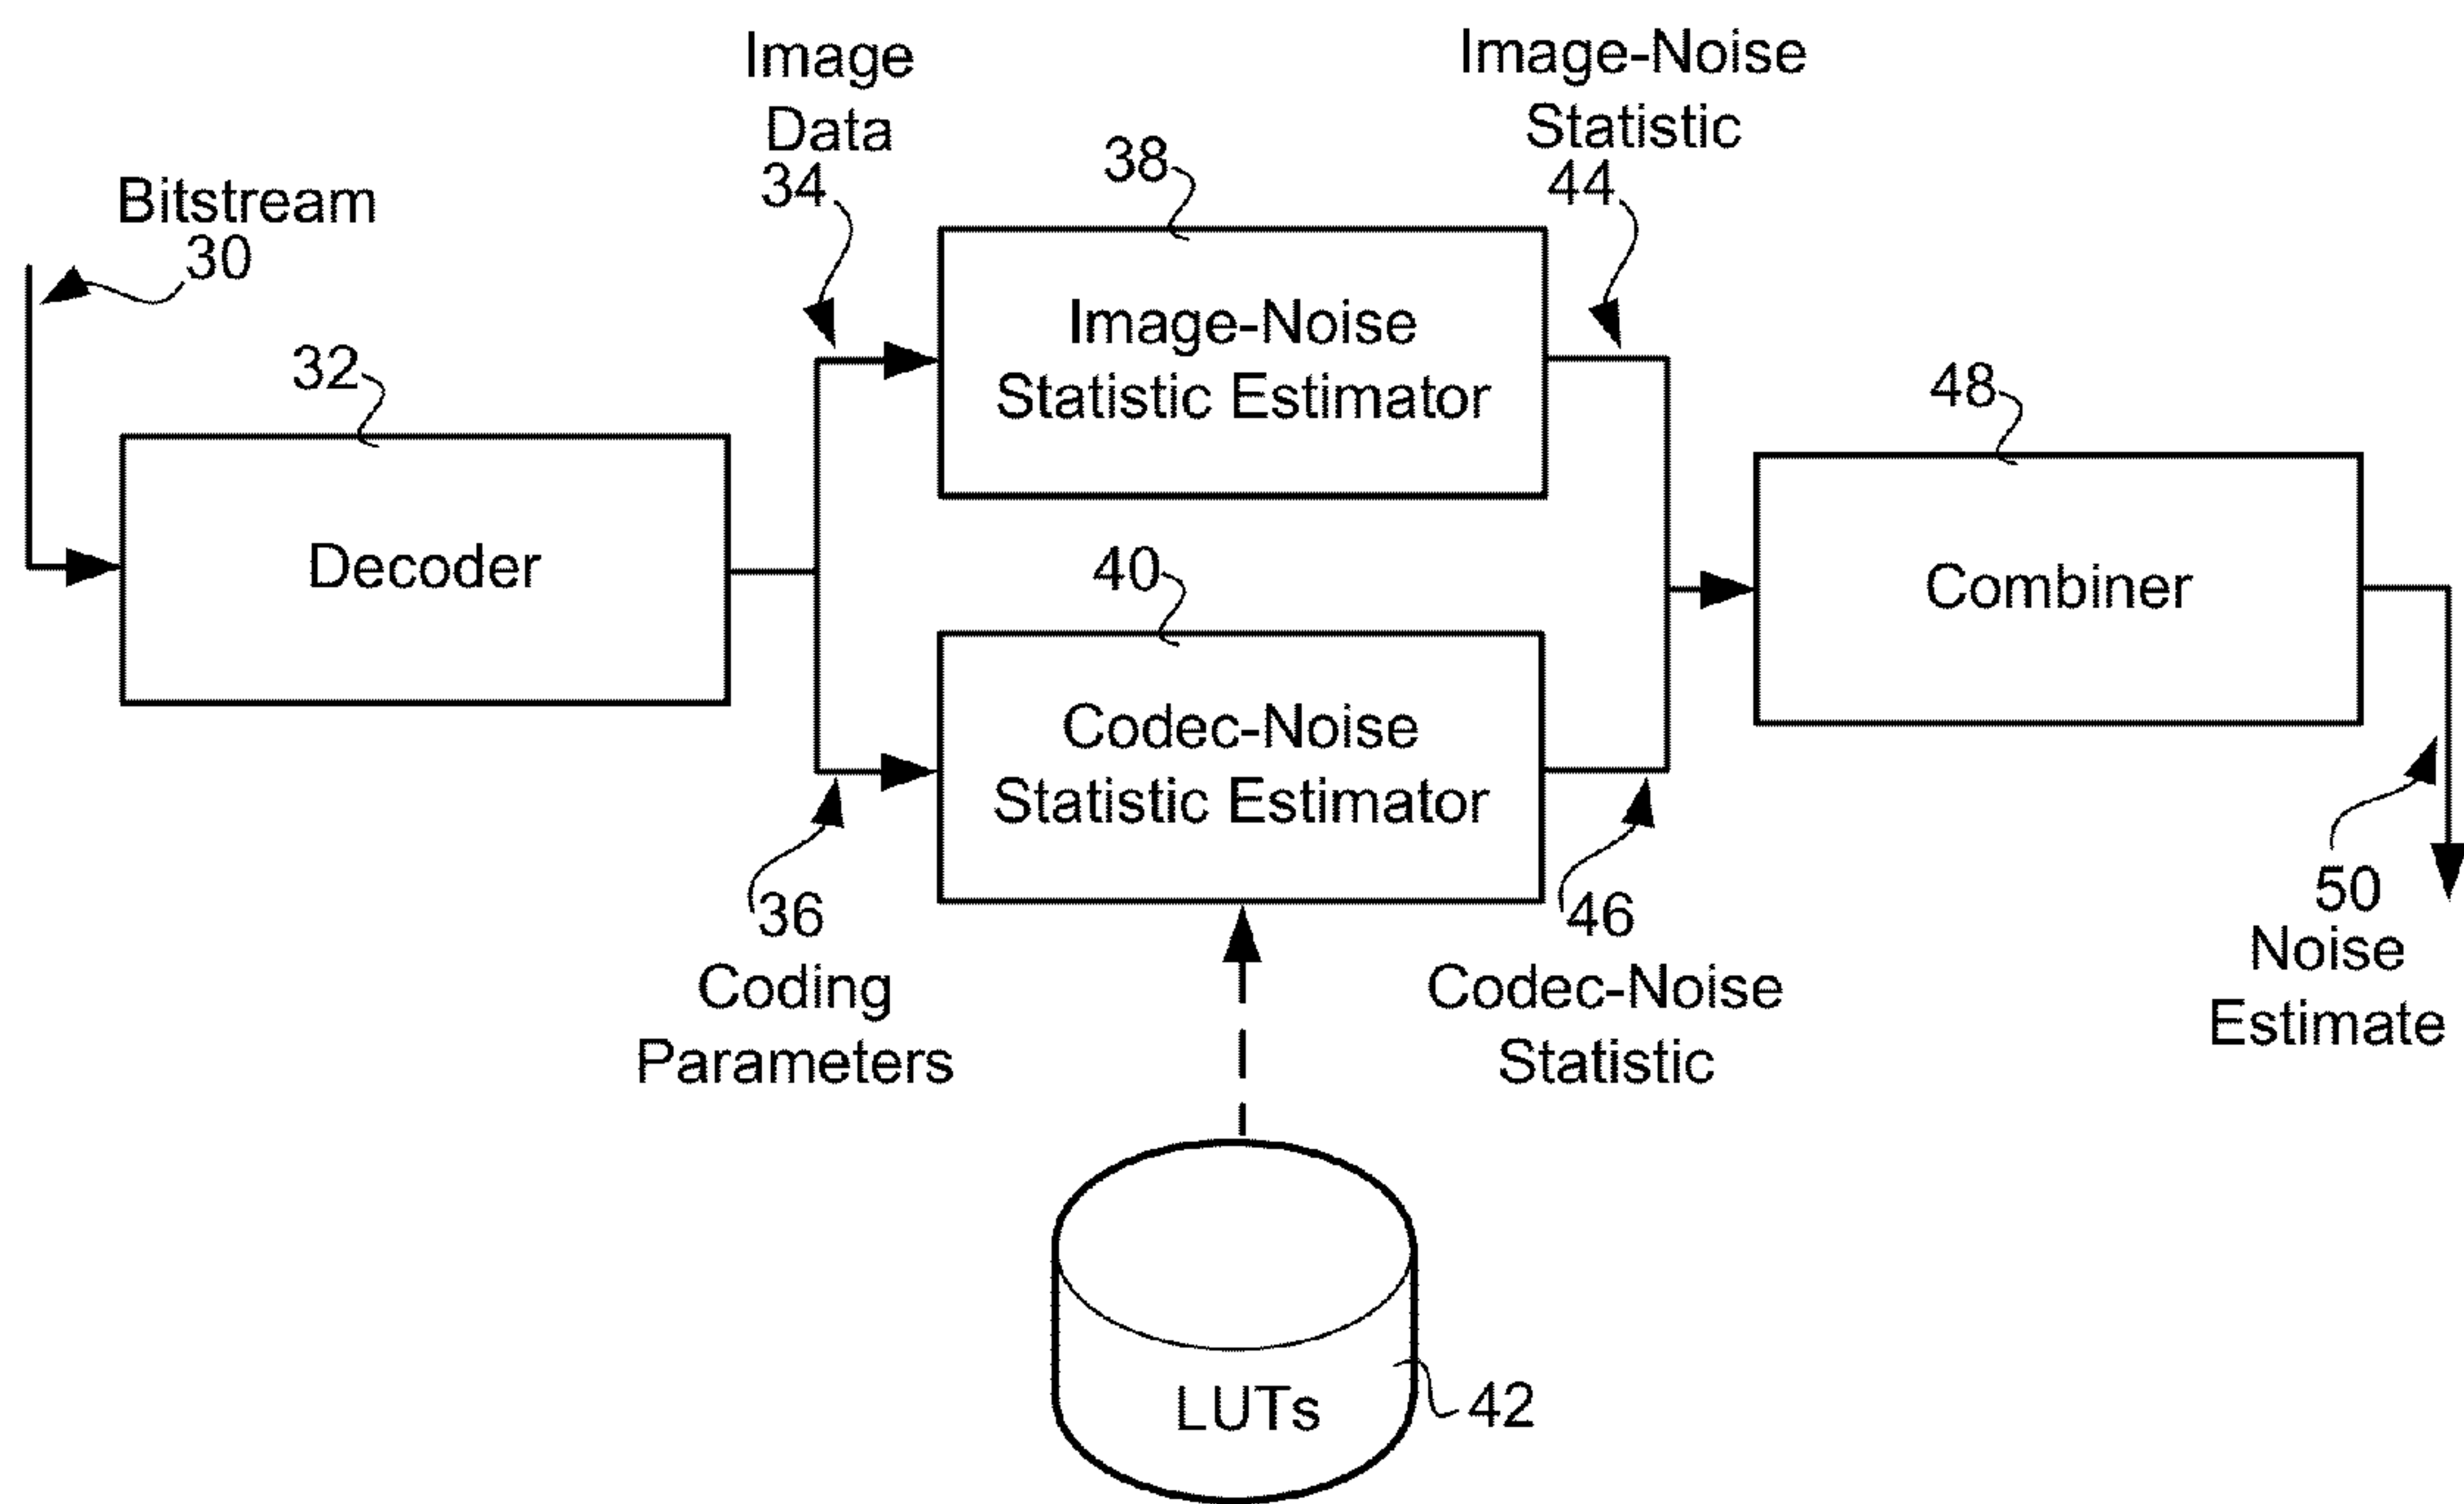 Bitstream
30
32
Decoder
Image
Data
34
38
Image-Noise
Statistic Estimator
Image-Noise
Statistic
44
40
Codec-Noise
Statistic Estimator
36
Coding
Parameters
46
Codec-Noise
Statistic
48
Combiner
50
Noise
Estimate
LUTs
42